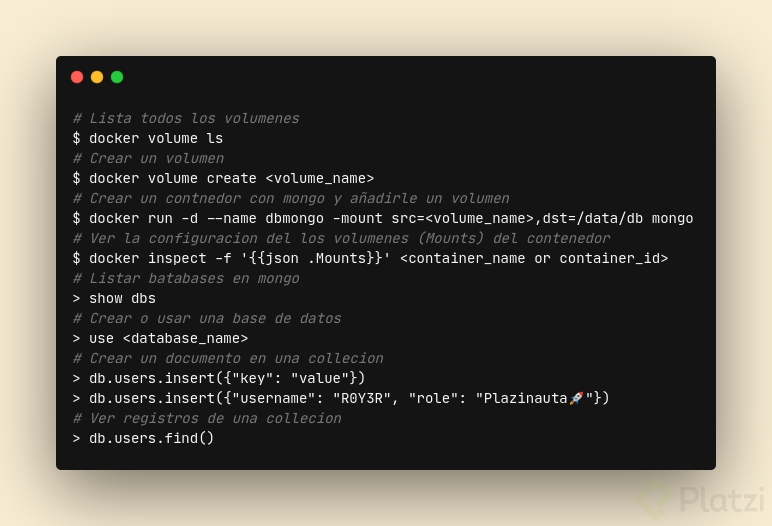 # Lista todos los volumenes
$ docker volume ls
# Crear un volumen
$ docker volume create <volume_name>
# Crear un contnedor con mongo y añadirle un volumen
$ docker run -d --name dbmongo -mount src=<volume_name>,dst=/data/db mongo
# Ver la configuracion del los volumenes (Mounts) del contenedor
$ docker inspect -f '{{json .Mounts}}' <container_name or container_id>
# Listar batabases en mongo
> show dbs
# Crear o usar una base de datos
> use <database_name>
# Crear un documento en una collecion
> db.users.insert({"key": "value"})
> db.users.insert({"username": "R0Y3R", "role": "Plazinauta🚀"})
# Ver registros de una collecion
> db.users.find()
Platzi